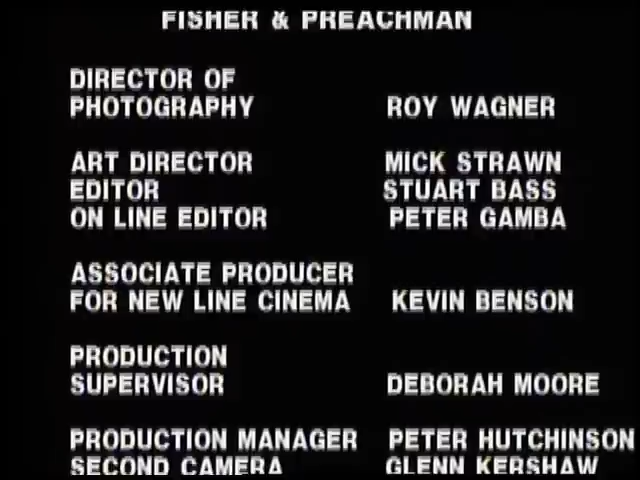 FISHER & PREACHMAN
DIRECTOR OF
PHOTOGRAPHY ROY WAGNER
ART DIRECTOR MICK STRAWN
EDITOR STUART BASS
ON LINE EDITOR PETER GAMBA
ASSOCIATE PRODUCER
FOR NEW LINE CINEMA KEVIN BENSON
PRODUCTION
SUPERVISOR DEBORAH MOORE
PRODUCTION MANAGER PETER HUTCHINSON
SECOND CAMERA GLENN KERSHAW